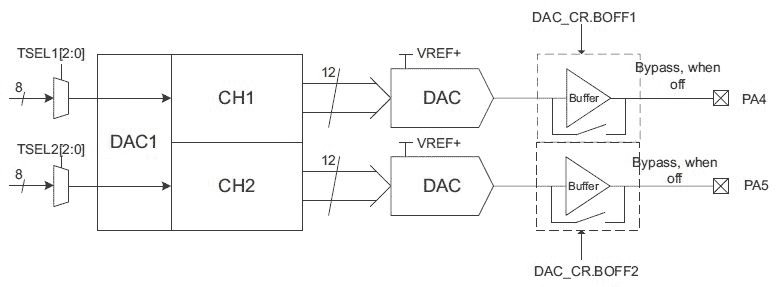 DAC_CR.BOFF1
TSEL1[2:0]
8
12
VREF+
Bypass, when
off
CH1
DAC
Buffer
PA4
DAC1
TSEL2[2:0]
8
12
VREF+
Bypass, when
off
CH2
DAC
Buffer
PA5
DAC_CR.BOFF2